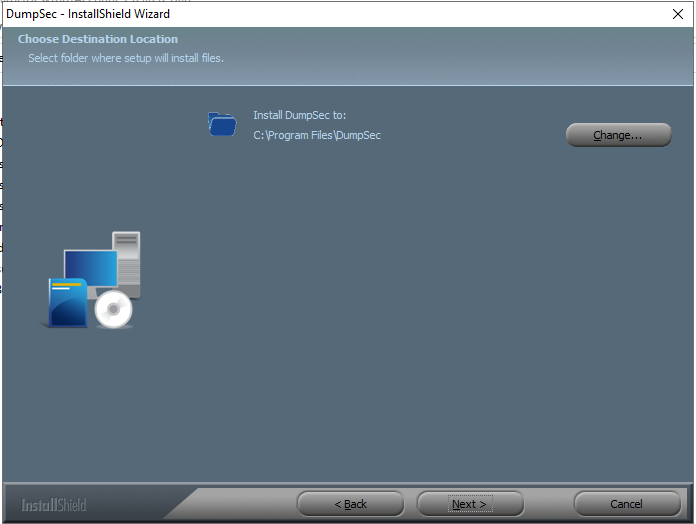 DumpSec - InstallShield Wizard
Choose Destination Location
Select folder where setup will install files.
Install DumpSec to:
C:\Program Files\DumpSec
Change...
InstallShield
< Back
Next >
Cancel